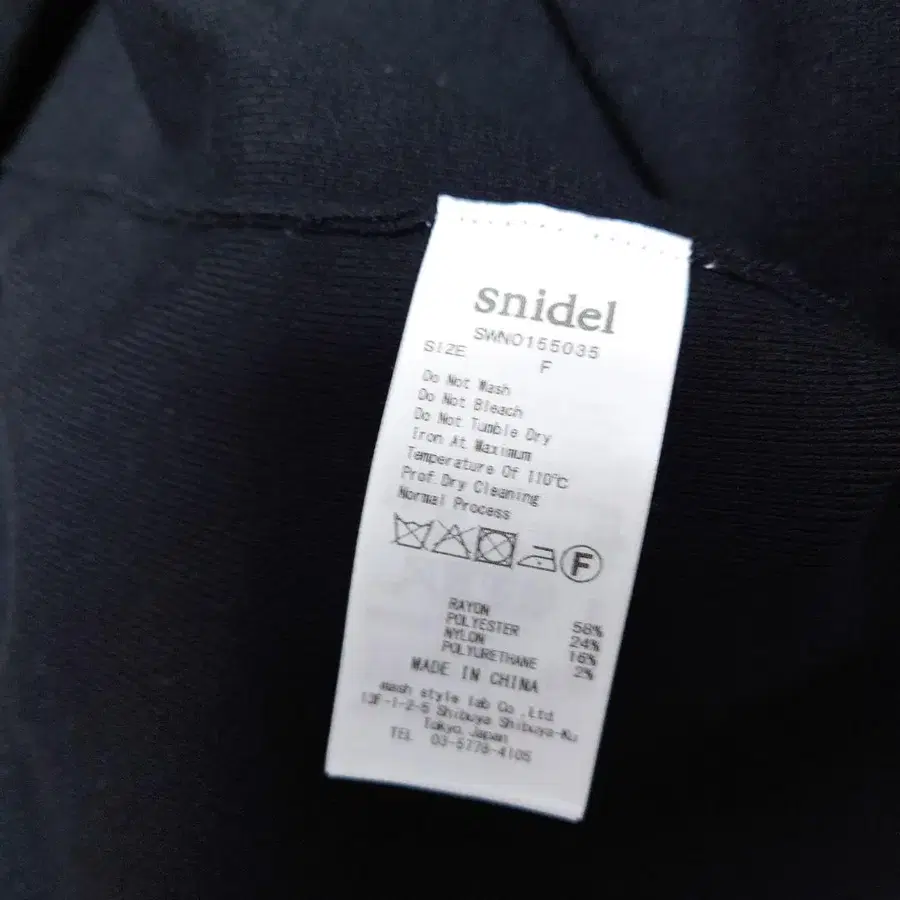 snidel
SWNO155035
SIZE F
Do Not Wash
Do Not Bleach
Do Not Tumble Dry
Iron At Maximum
Temperature Of 110℃
Prof.Dry Cleaning
Normal Process
F
RAYON 58%
POLYESTER 24%
NYLON 16%
POLYURETHANE 2%
MADE IN CHINA
mash style lab Co.,Ltd
13F-1-2-5 Shibuya Shibuya-Ku
Tokyo,Japan
TEL 03-5778-4105